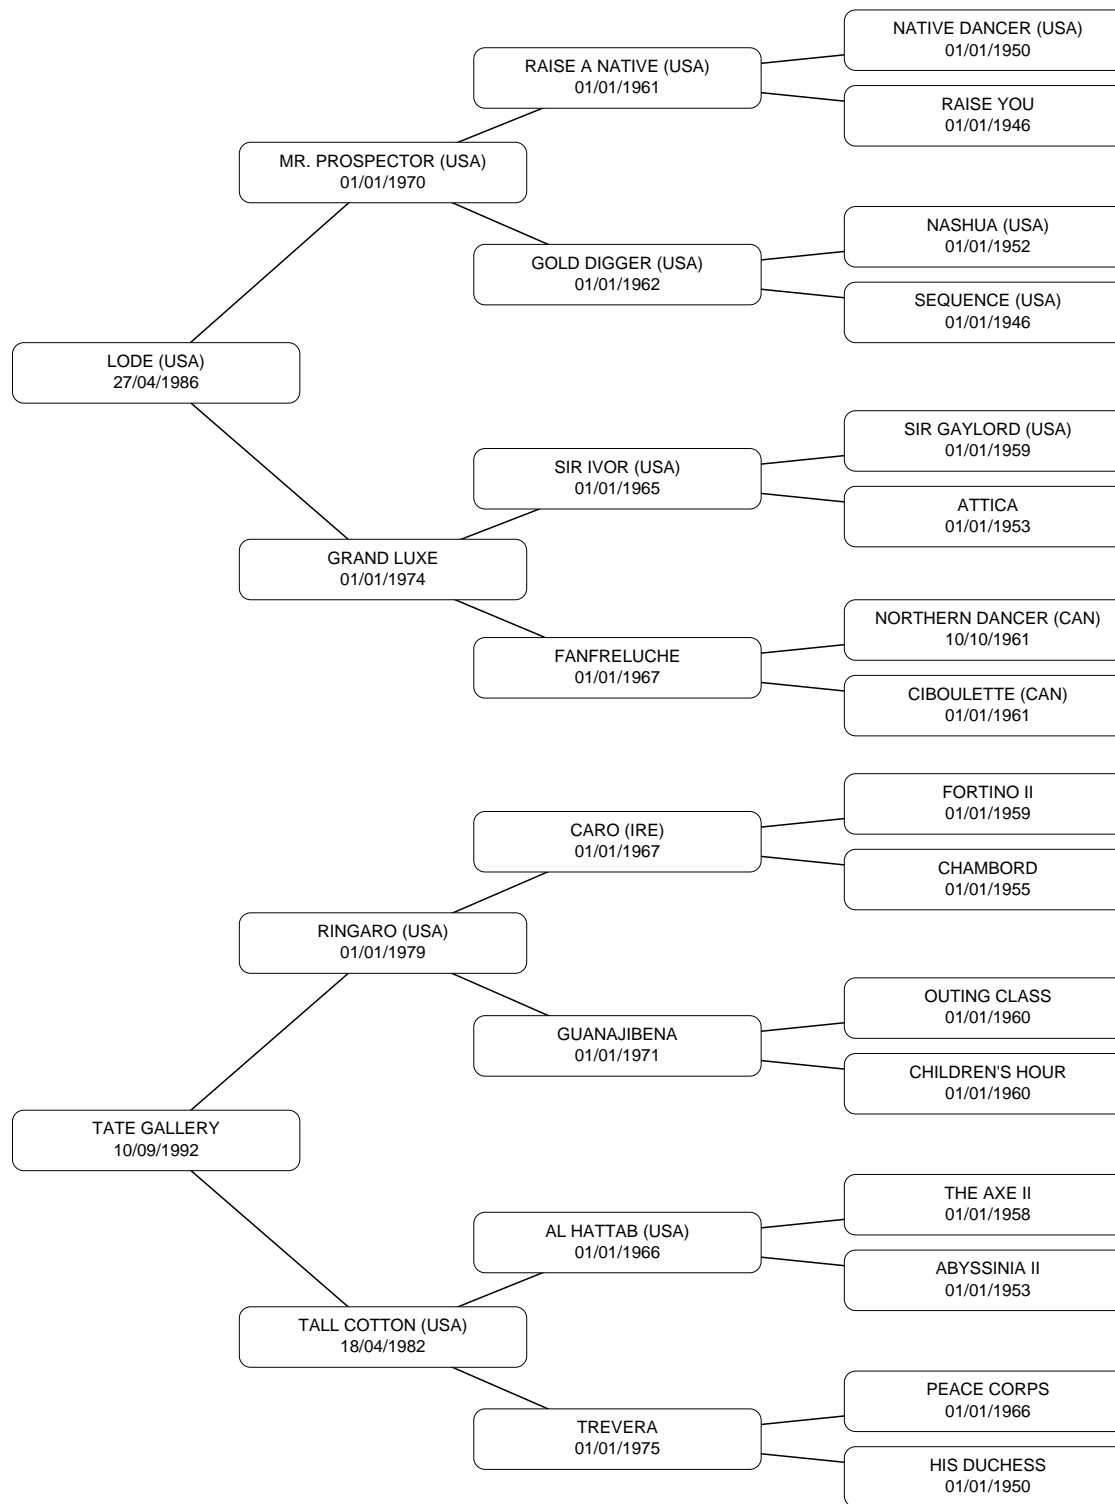 NATIVE DANCER (USA)
01/01/1950
RAISE A NATIVE (USA)
01/01/1961
RAISE YOU
01/01/1946
MR. PROSPECTOR (USA)
01/01/1970
NASHUA (USA)
01/01/1952
GOLD DIGGER (USA)
01/01/1962
SEQUENCE (USA)
01/01/1946
LODE (USA)
27/04/1986
SIR GAYLORD (USA)
01/01/1959
SIR IVOR (USA)
01/01/1965
ATTICA
01/01/1953
GRAND LUXE
01/01/1974
NORTHERN DANCER (CAN)
10/10/1961
FANFRELUCHE
01/01/1967
CIBOULETTE (CAN)
01/01/1961
FORTINO II
01/01/1959
CARO (IRE)
01/01/1967
CHAMBORD
01/01/1955
RINGARO (USA)
01/01/1979
OUTING CLASS
01/01/1960
GUANAJIBENA
01/01/1971
CHILDREN'S HOUR
01/01/1960
TATE GALLERY
10/09/1992
THE AXE II
01/01/1958
AL HATTAB (USA)
01/01/1966
ABYSSINIA II
01/01/1953
TALL COTTON (USA)
18/04/1982
PEACE CORPS
01/01/1966
TREVERA
01/01/1975
HIS DUCHESS
01/01/1950